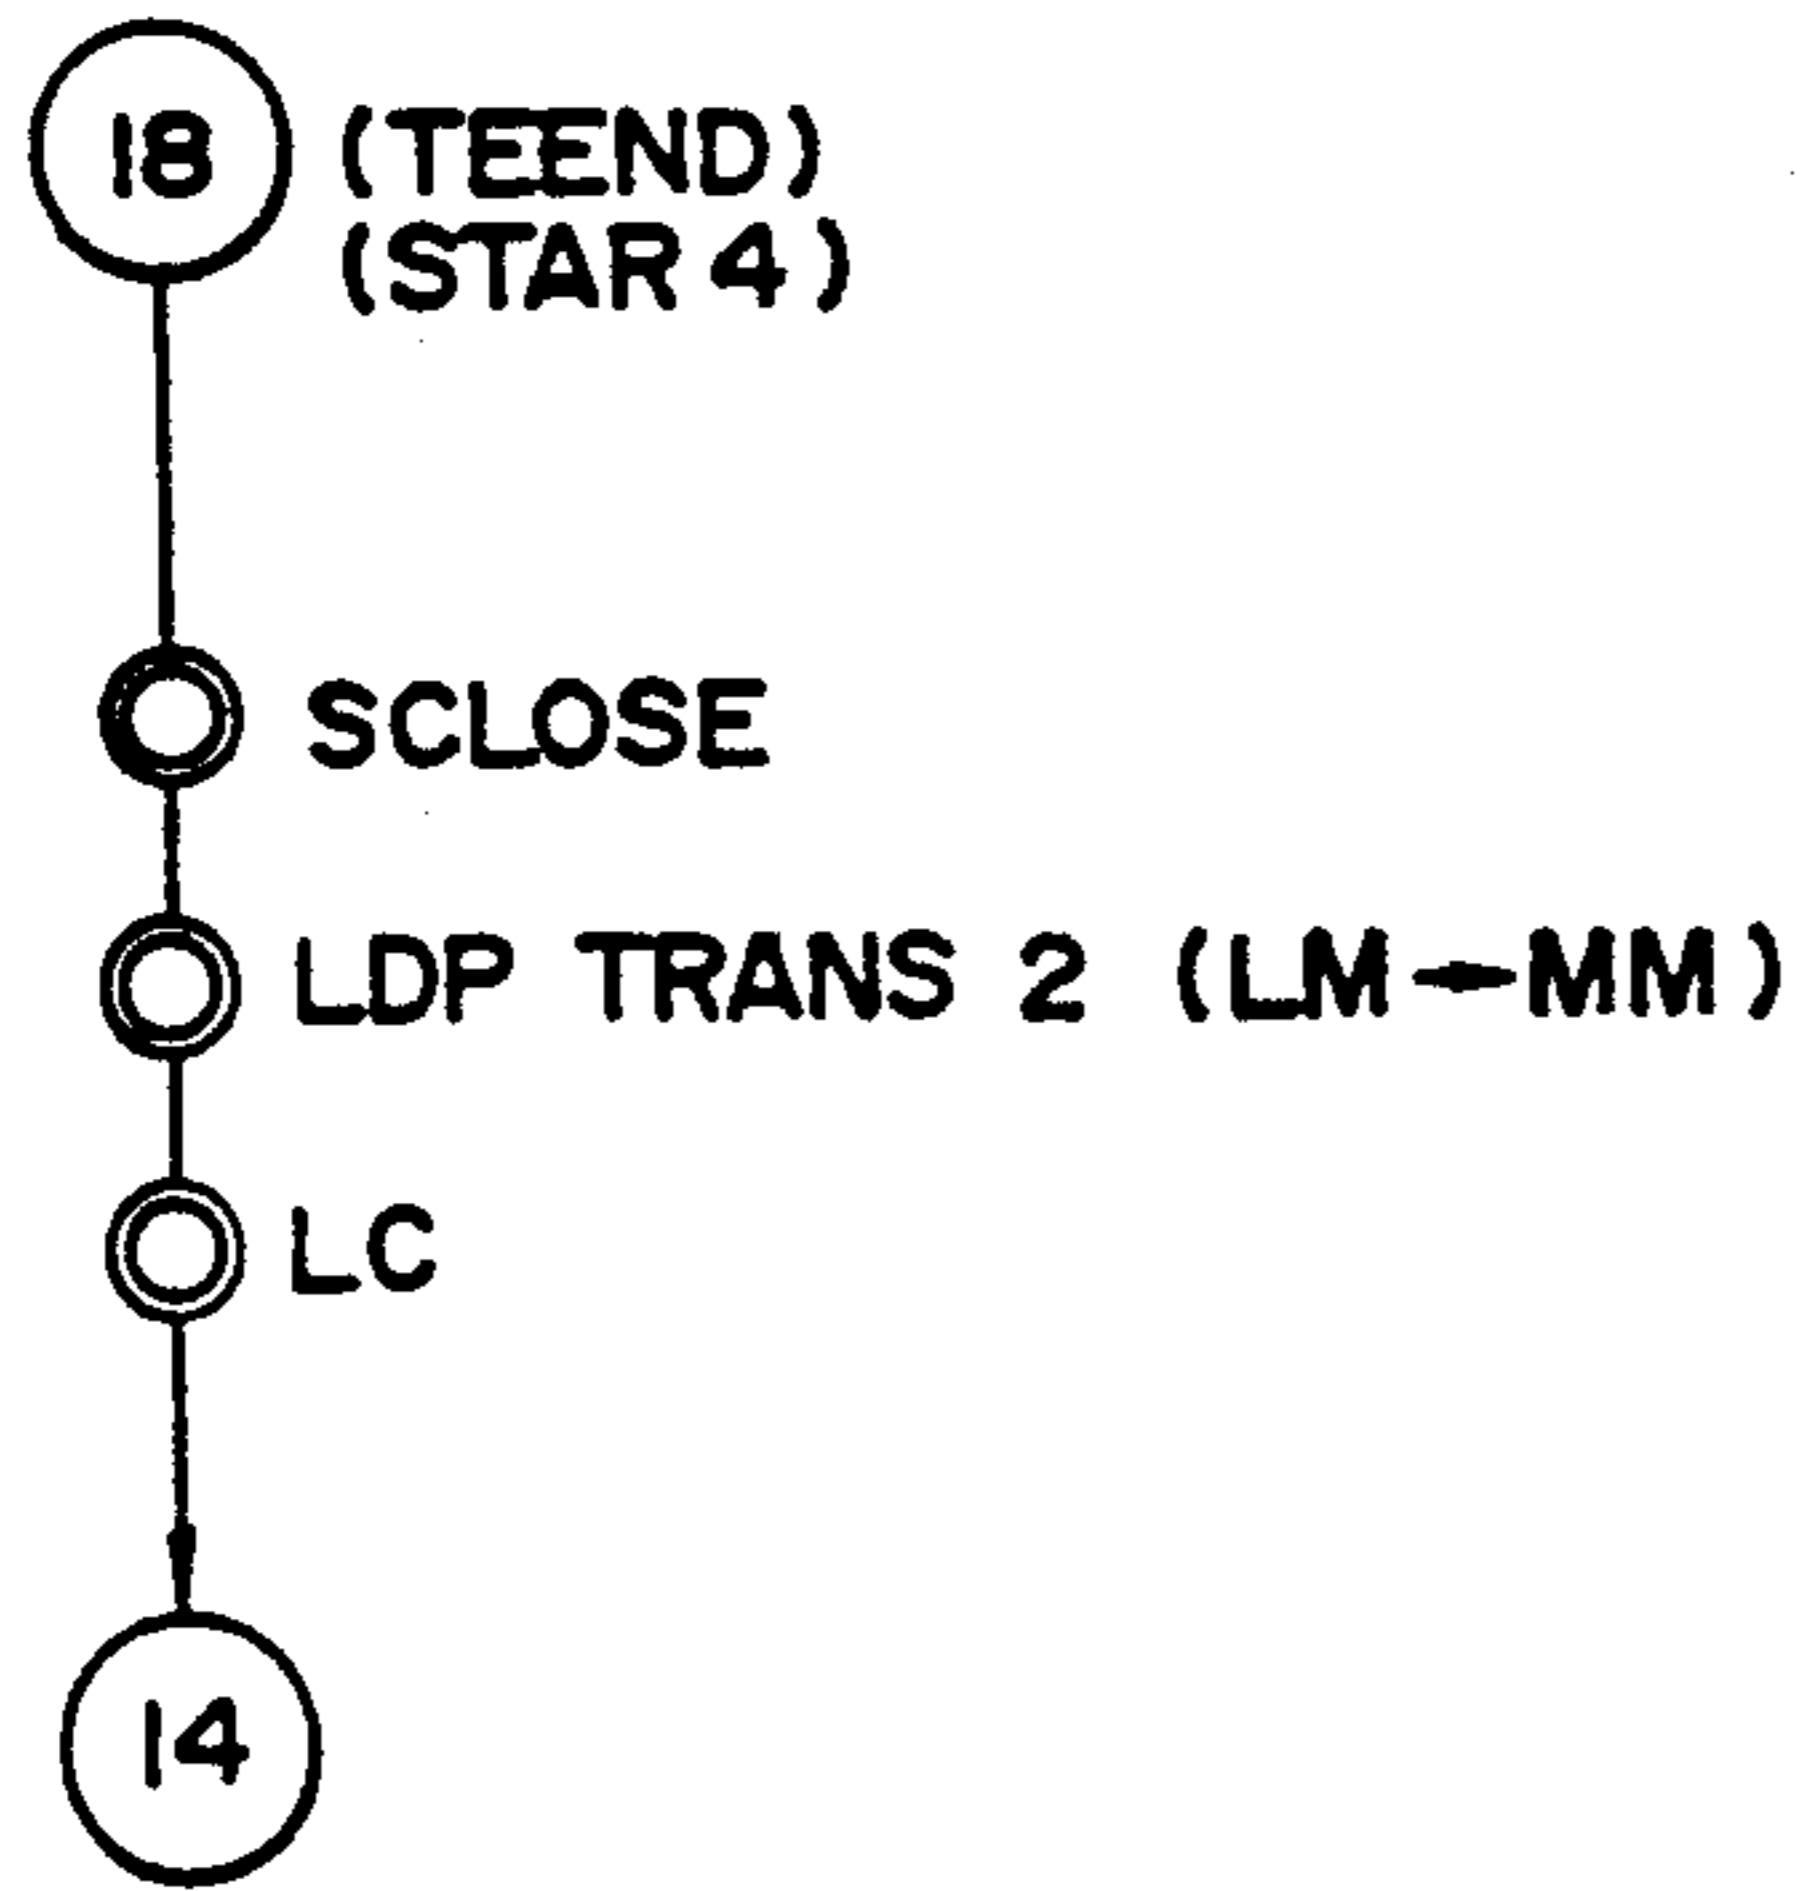 18 (TEEND)
(STAR 4)
SCLOSE
LDP TRANS 2 (LM→MM)
LC
14